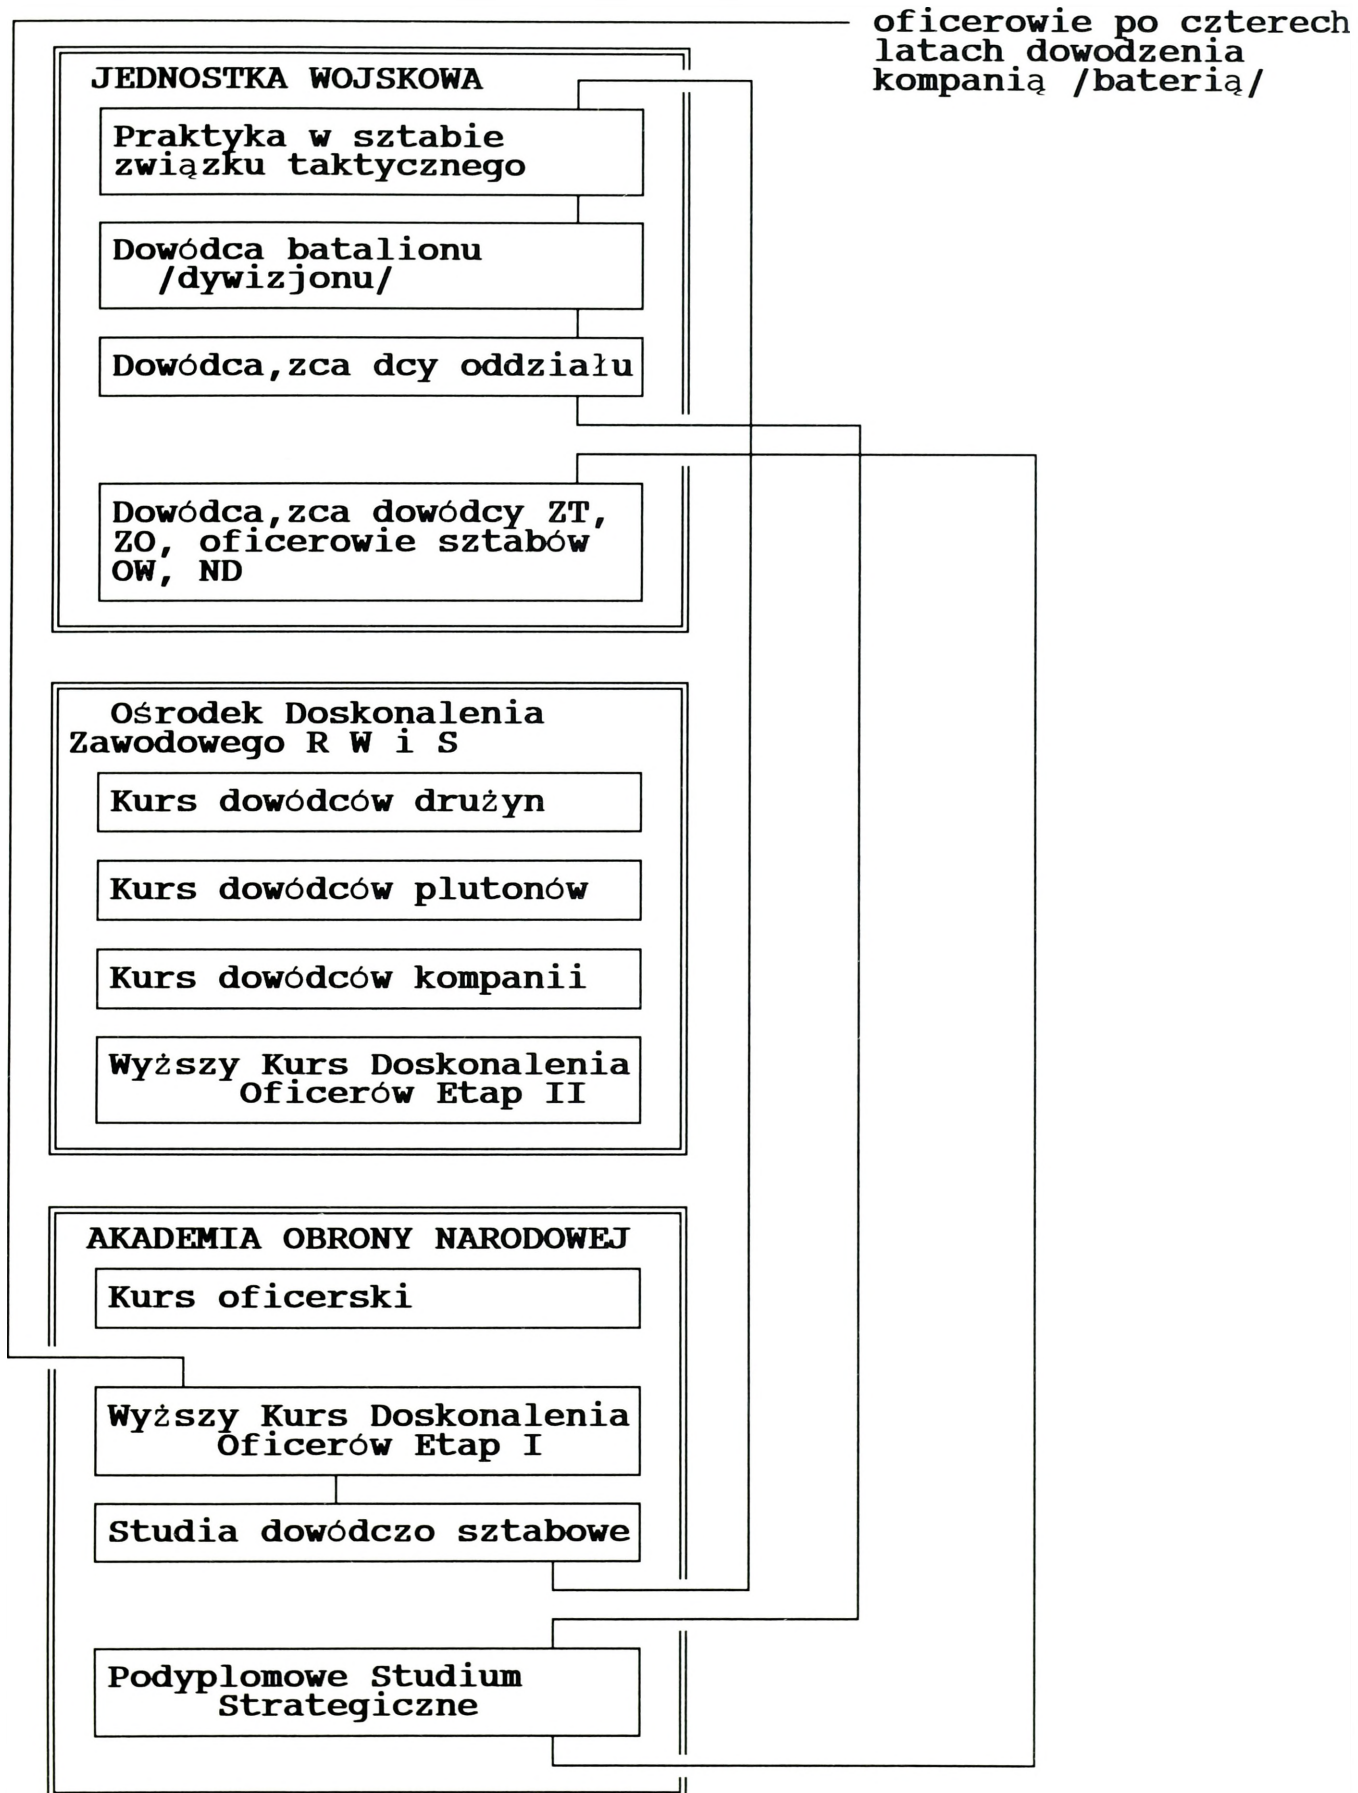 oficerowie po czterech
latach dowodzenia
kompanią /baterią/
JEDNOSTKA WOJSKOWA
Praktyka w sztabie
związku taktycznego
Dowódca batalionu
/dywizjonu/
Dowódca,zca dcy oddziału
Dowódca,zca dowódcy ZT,
ZO, oficerowie sztabów
OW, ND
Ośrodek Doskonalenia
Zawodowego R W i S
Kurs dowódców drużyn
Kurs dowódców plutonów
Kurs dowódców kompanii
Wyższy Kurs Doskonalenia
Oficerów Etap II
AKADEMIA OBRONY NARODOWEJ
Kurs oficerski
Wyższy Kurs Doskonalenia
Oficerów Etap I
Studia dowódczo sztabowe
Podyplomowe Studium
Strategiczne